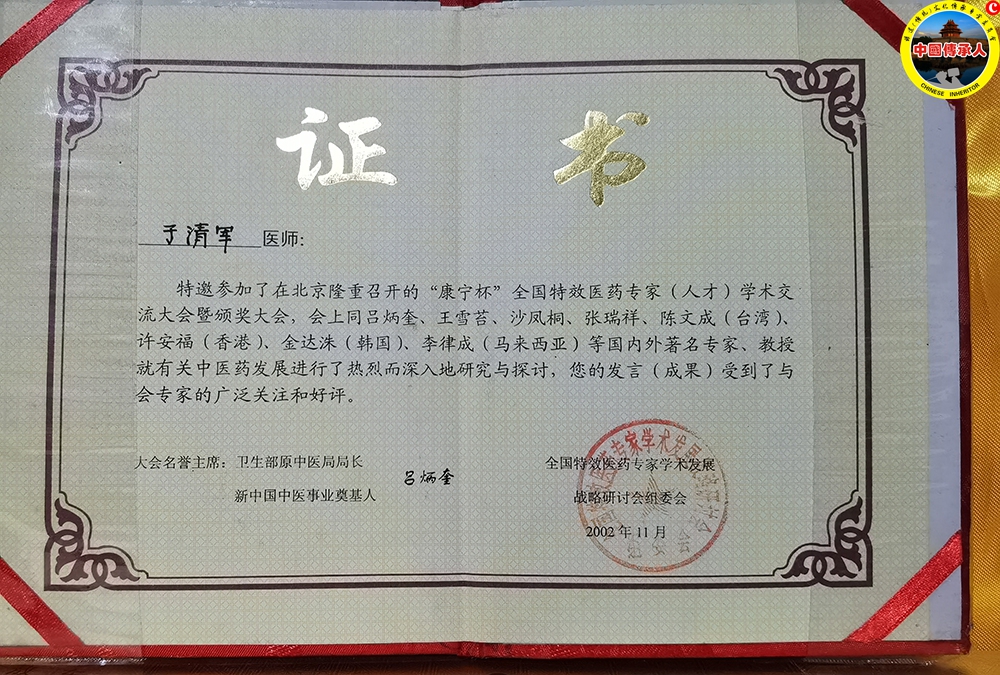 中國傳承人
CHINESE INHERITOR
证书
于清军 医师:
特邀参加了在北京隆重召开的“康宁杯”全国特效医药专家（人才）学术交
流大会暨颁奖大会，会上同吕炳奎、王雪苔、沙凤桐、张瑞祥、陈文成（台湾）、
许安福（香港）、金达洙（韩国）、李律成（马来西亚）等国内外著名专家、教授
就有关中医药发展进行了热烈而深入地研究与探讨，您的发言（成果）受到了与
会专家的广泛关注和好评。
大会名誉主席：卫生部原中医局局长
新中国中医事业奠基人
吕炳奎
全国特效医药专家学术发展
战略研讨会组委会
2002 年 11 月